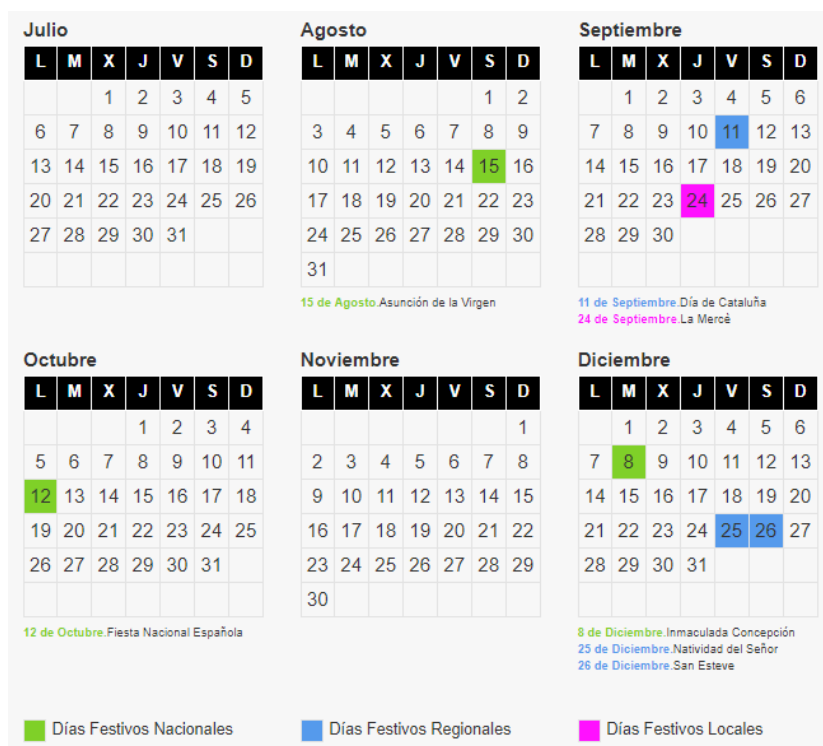 Julio
L M X J V S D
1 2 3 4 5
6 7 8 9 10 11 12
13 14 15 16 17 18 19
20 21 22 23 24 25 26
27 28 29 30 31
Agosto
L M X J V S D
1 2
3 4 5 6 7 8 9
10 11 12 13 14 15 16
17 18 19 20 21 22 23
24 25 26 27 28 29 30
31
15 de Agosto.Asunción de la Virgen
Septiembre
L M X J V S D
1 2 3 4 5 6
7 8 9 10 11 12 13
14 15 16 17 18 19 20
21 22 23 24 25 26 27
28 29 30
11 de Septiembre.Día de Cataluña
24 de Septiembre.La Mercè
Octubre
L M X J V S D
1 2 3 4
5 6 7 8 9 10 11
12 13 14 15 16 17 18
19 20 21 22 23 24 25
26 27 28 29 30 31
12 de Octubre.Fiesta Nacional Española
Noviembre
L M X J V S D
1
2 3 4 5 6 7 8
9 10 11 12 13 14 15
16 17 18 19 20 21 22
23 24 25 26 27 28 29
30
Diciembre
L M X J V S D
1 2 3 4 5 6
7 8 9 10 11 12 13
14 15 16 17 18 19 20
21 22 23 24 25 26 27
28 29 30 31
8 de Diciembre.Inmaculada Concepción
25 de Diciembre.Natividad del Señor
26 de Diciembre.San Esteve
Días Festivos Nacionales
Días Festivos Regionales
Días Festivos Locales